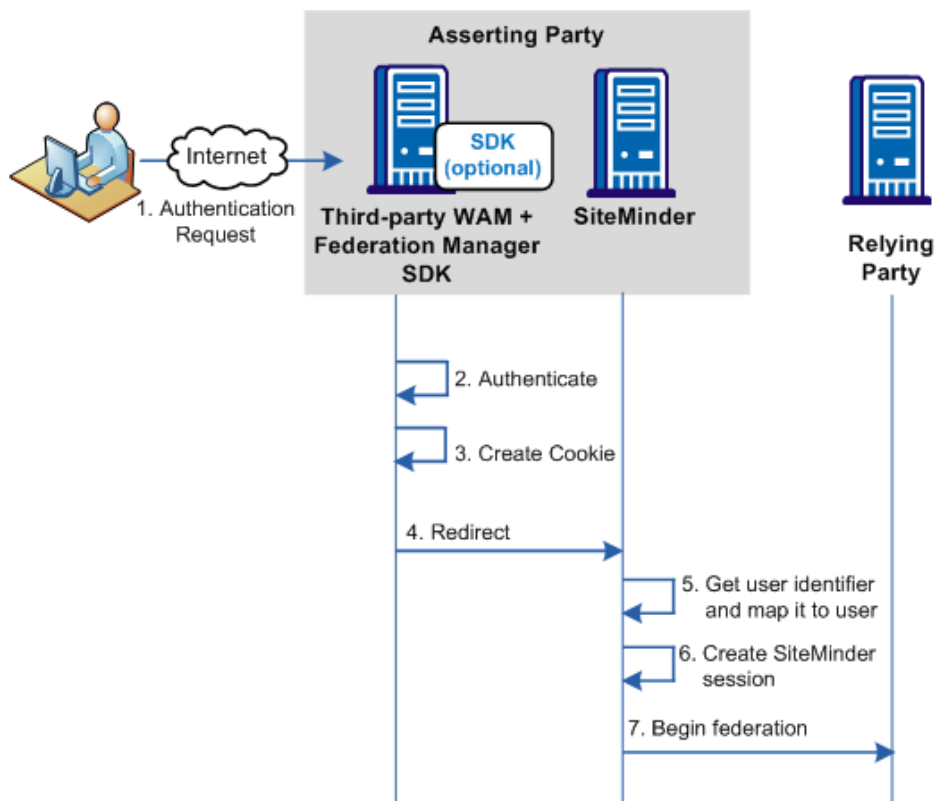 Asserting Party
Internet
1. Authentication
Request
SDK
(optional)
Third-party WAM +
Federation Manager
SDK
SiteMinder
Relying
Party
2. Authenticate
3. Create Cookie
4. Redirect
5. Get user identifier
and map it to user
6. Create SiteMinder
session
7. Begin federation